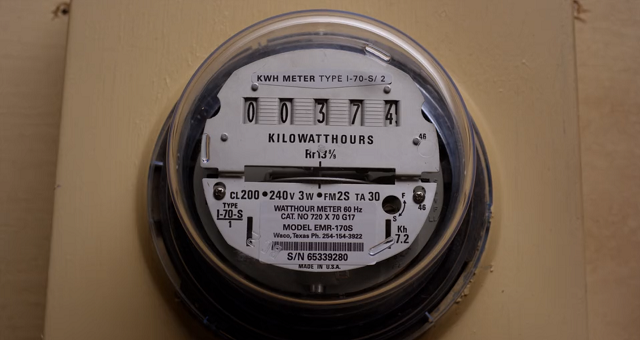 KWH METER TYPE I-70-S/ 2
0 0 3 7 4
KILOWATTHOURS
46
Rr13⅛
CL200 • 240V 3W • FM2S TA 30
TYPE
I-70-S
1
WATTHOUR METER 60 Hz
CAT. NO 720 X 70 G17
MODEL EMR-170S
Waco, Texas Ph. 254-154-3922
S/N 65339280
MADE IN U.S.A.
F
S
46
Kh
7.2